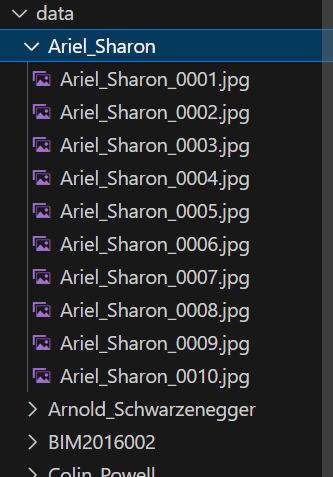 data
Ariel_Sharon
Ariel_Sharon_0001.jpg
Ariel_Sharon_0002.jpg
Ariel_Sharon_0003.jpg
Ariel_Sharon_0004.jpg
Ariel_Sharon_0005.jpg
Ariel_Sharon_0006.jpg
Ariel_Sharon_0007.jpg
Ariel_Sharon_0008.jpg
Ariel_Sharon_0009.jpg
Ariel_Sharon_0010.jpg
Arnold_Schwarzenegger
BIM2016002
Colin_Powell